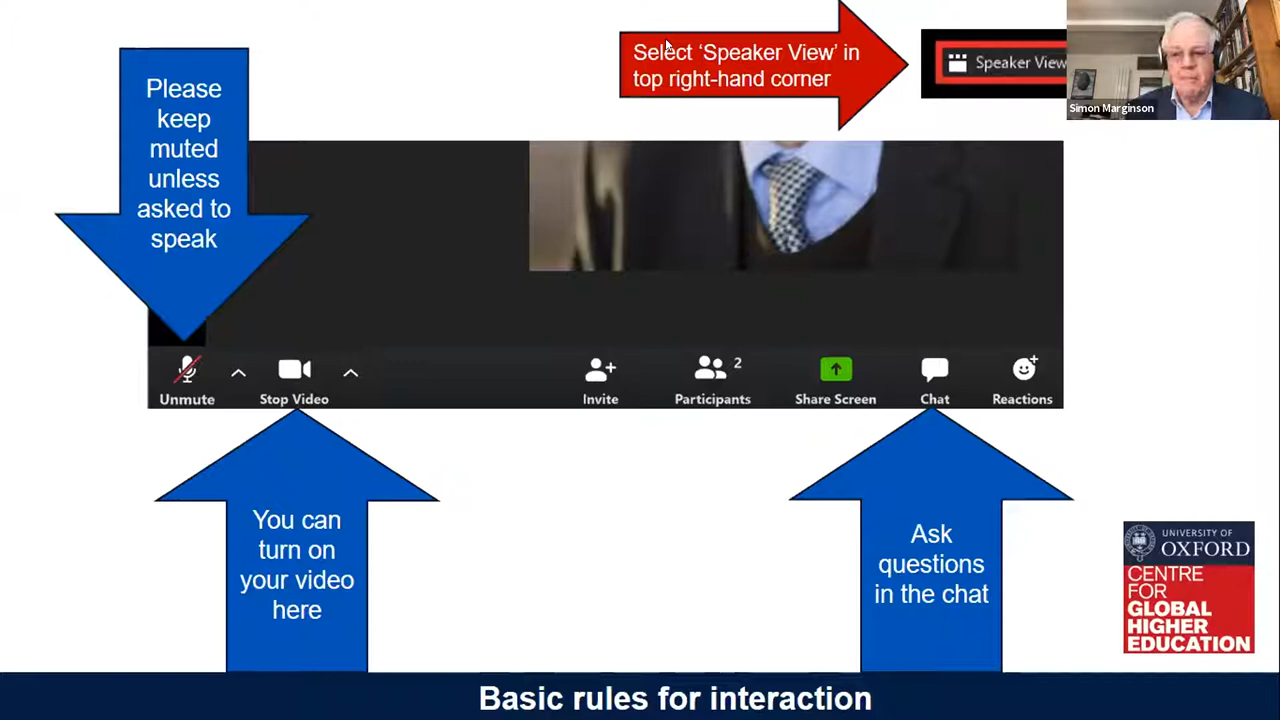 Select ‘Speaker View’ in
top right-hand corner
Speaker View
Simon Marginson
Please
keep
muted
unless
asked to
speak
Unmute
Stop Video
Invite
Participants
2
Share Screen
Chat
Reactions
You can
turn on
your video
here
Ask
questions
in the chat
UNIVERSITY OF
OXFORD
CENTRE
FOR
GLOBAL
HIGHER
EDUCATION
Basic rules for interaction